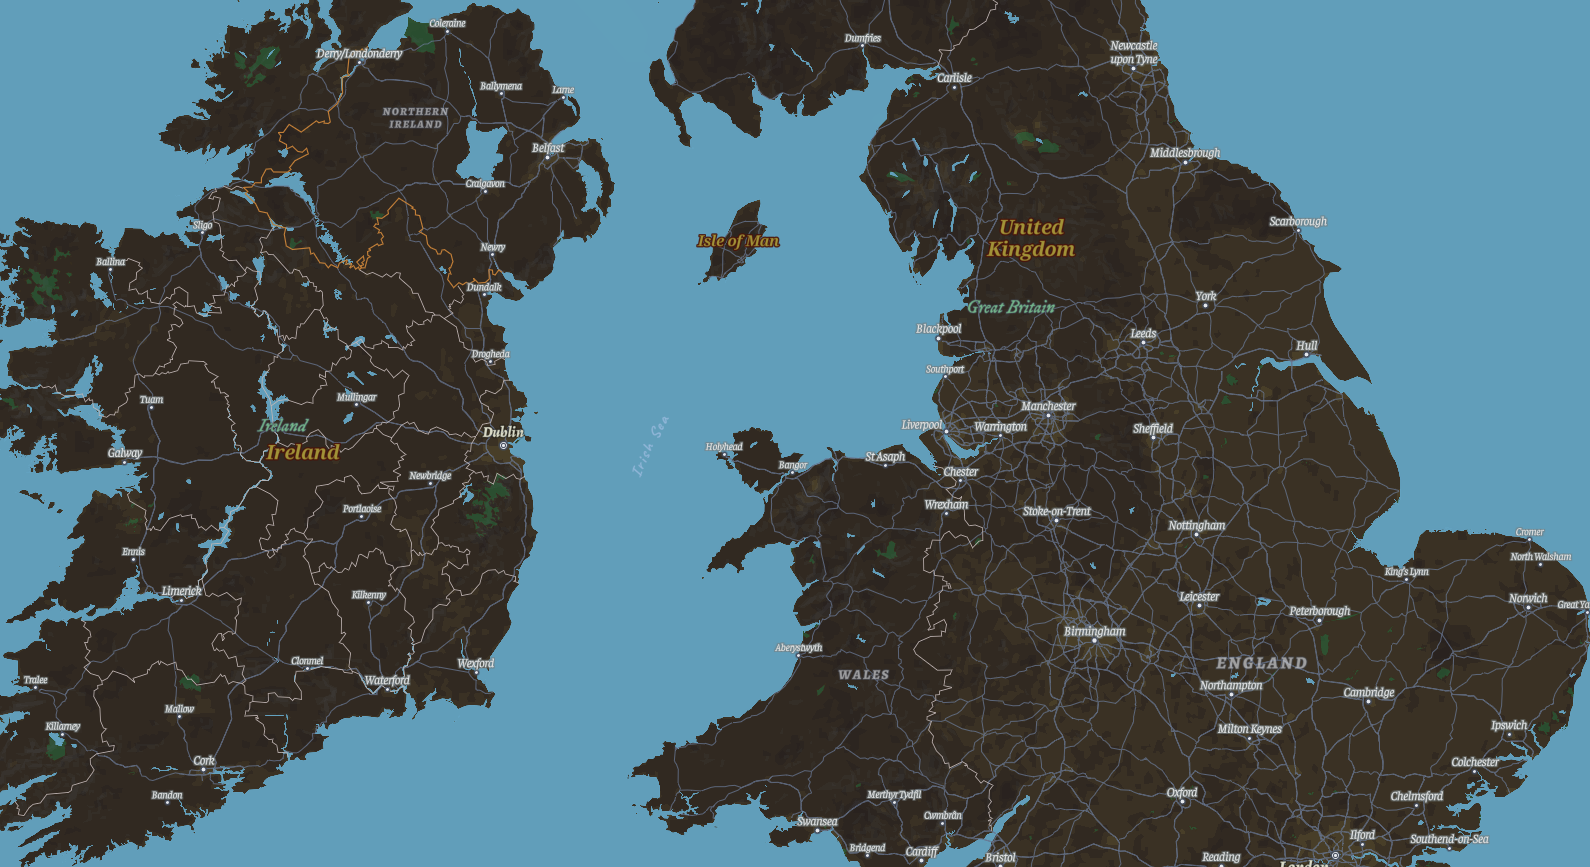 Coleraine
Derry/Londonderry
Ballymena
Larne
NORTHERN
IRELAND
Belfast
Craigavon
Sligo
Newry
Ballina
Dundalk
Drogheda
Tuam
Mullingar
Ireland
Ireland
Dublin
Galway
Newbridge
Portlaoise
Ennis
Limerick
Kilkenny
Clonmel
Wexford
Tralee
Waterford
Mallow
Killarney
Cork
Bandon
Irish Sea
Isle of Man
Dumfries
Carlisle
Newcastle
upon Tyne
Middlesbrough
Scarborough
United
Kingdom
Great Britain
York
Blackpool
Leeds
Hull
Southport
Manchester
Liverpool
Warrington
Sheffield
Holyhead
Bangor
St Asaph
Chester
Wrexham
Stoke-on-Trent
Nottingham
Cromer
North Walsham
King's Lynn
Leicester
Norwich
Great Ya
Peterborough
Birmingham
Aberystwyth
WALES
ENGLAND
Northampton
Cambridge
Milton Keynes
Ipswich
Colchester
Oxford
Chelmsford
Merthyr Tydfil
Cwmbrân
Swansea
Ilford
Southend-on-Sea
Bridgend
Cardiff
Bristol
Reading
London